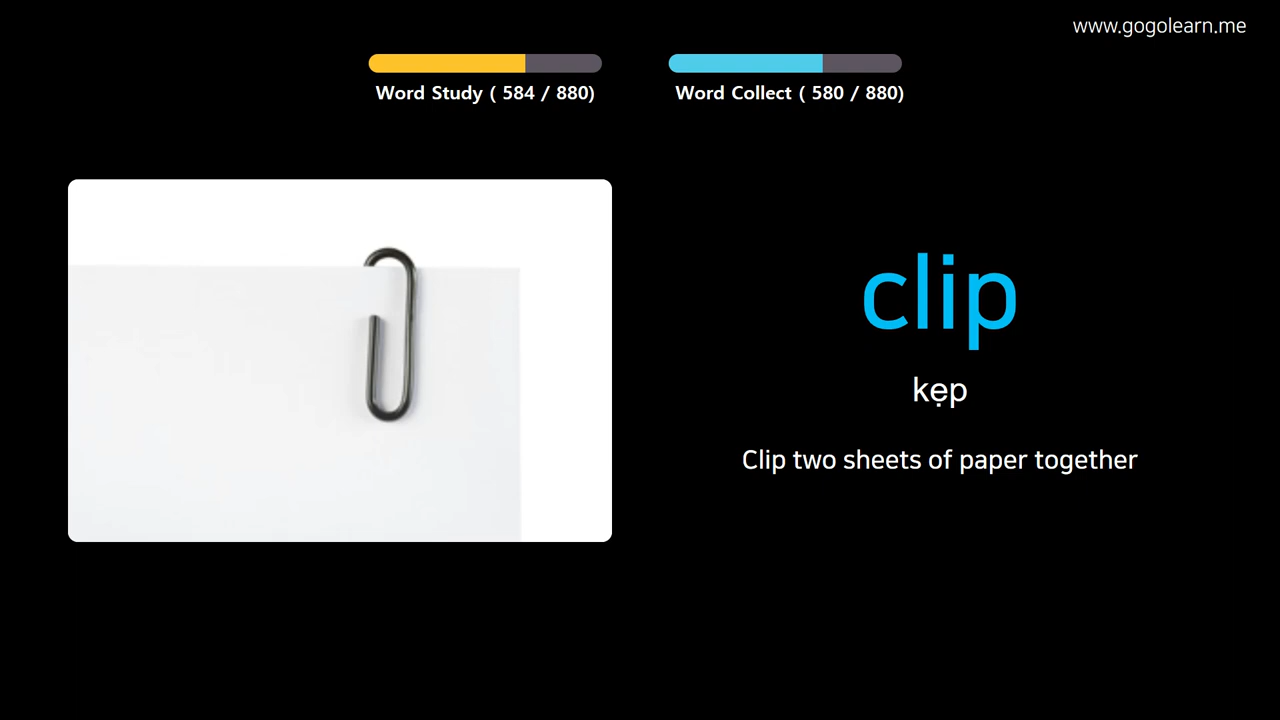 www.gogolearn.me
Word Study ( 584 / 880)
Word Collect ( 580 / 880)
clip
kẹp
Clip two sheets of paper together